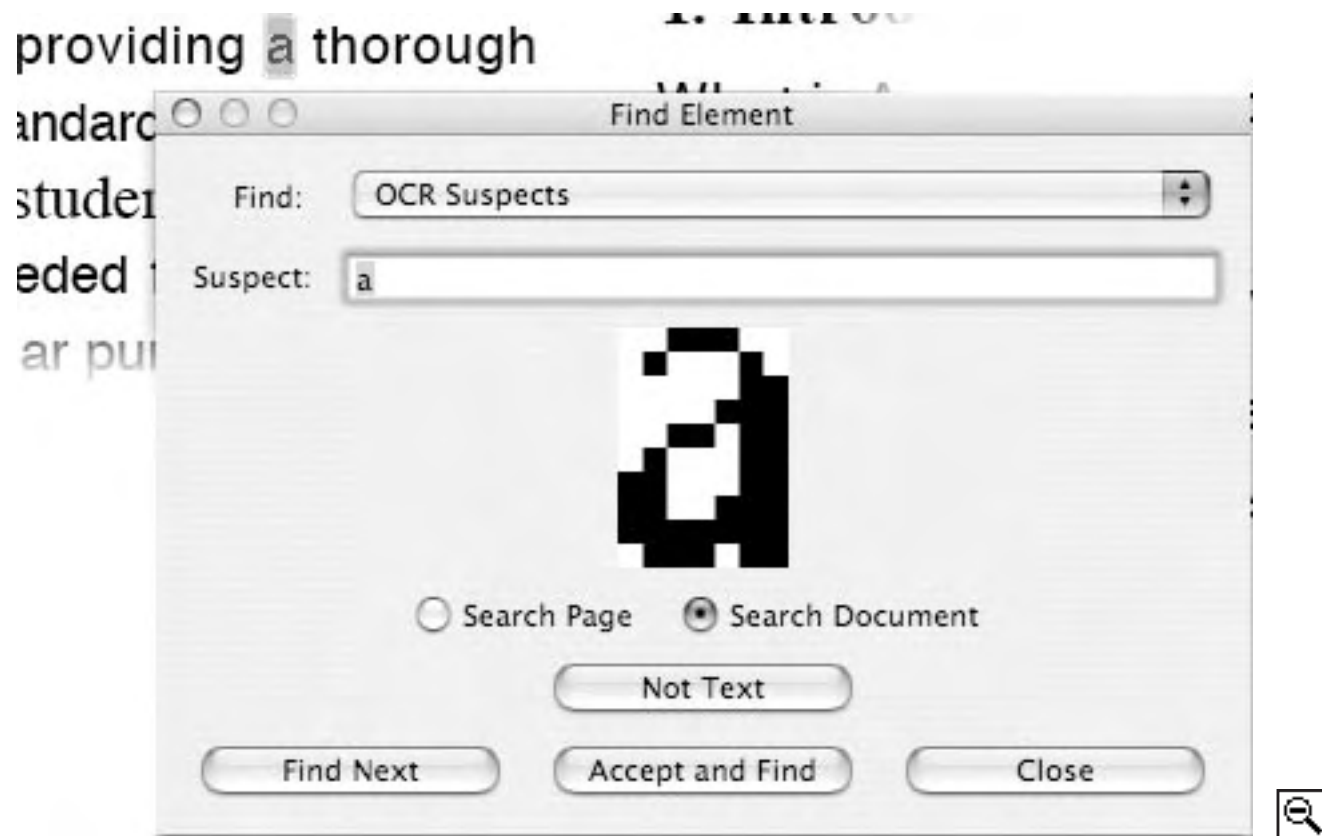 providing a thorough
Find Element
Find:
OCR Suspects
Suspect:
a
a
Search Page
Search Document
Not Text
Find Next
Accept and Find
Close